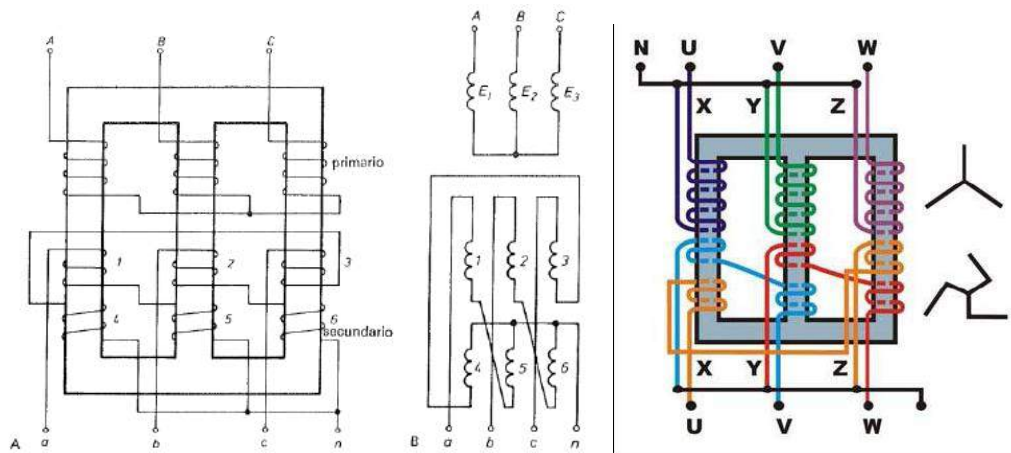 A B C
primario
1 2 3
4 5 6
secundario
A a b c n
A B C
E1 E2 E3
1 2 3
4 5 6
B a b c n
N U V W
X Y Z
X Y Z
U V W